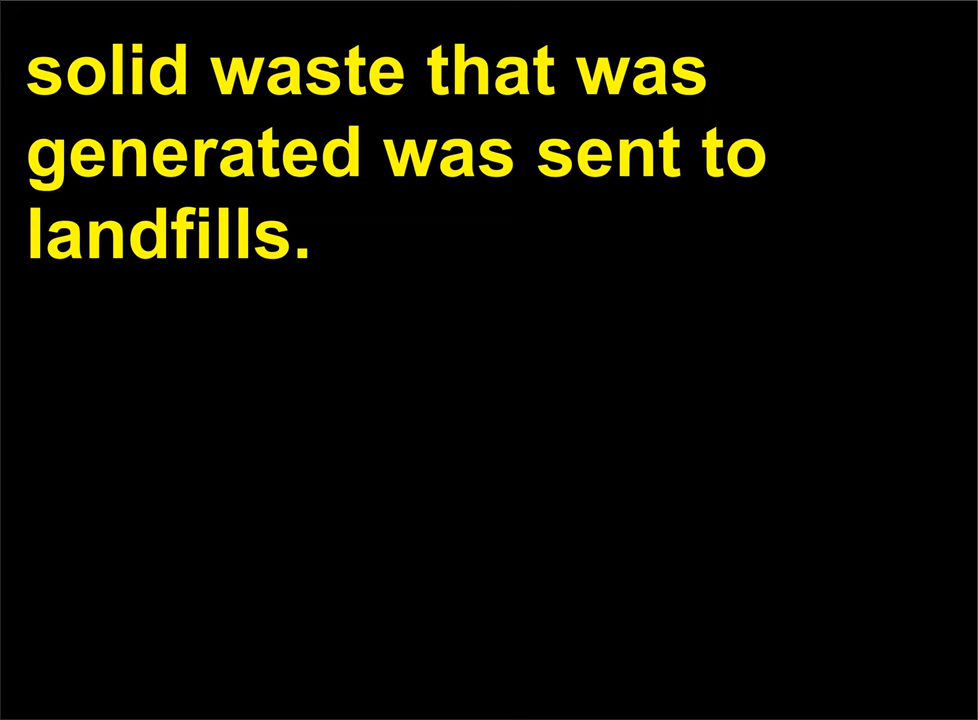 solid waste that was
generated was sent to
landfills.